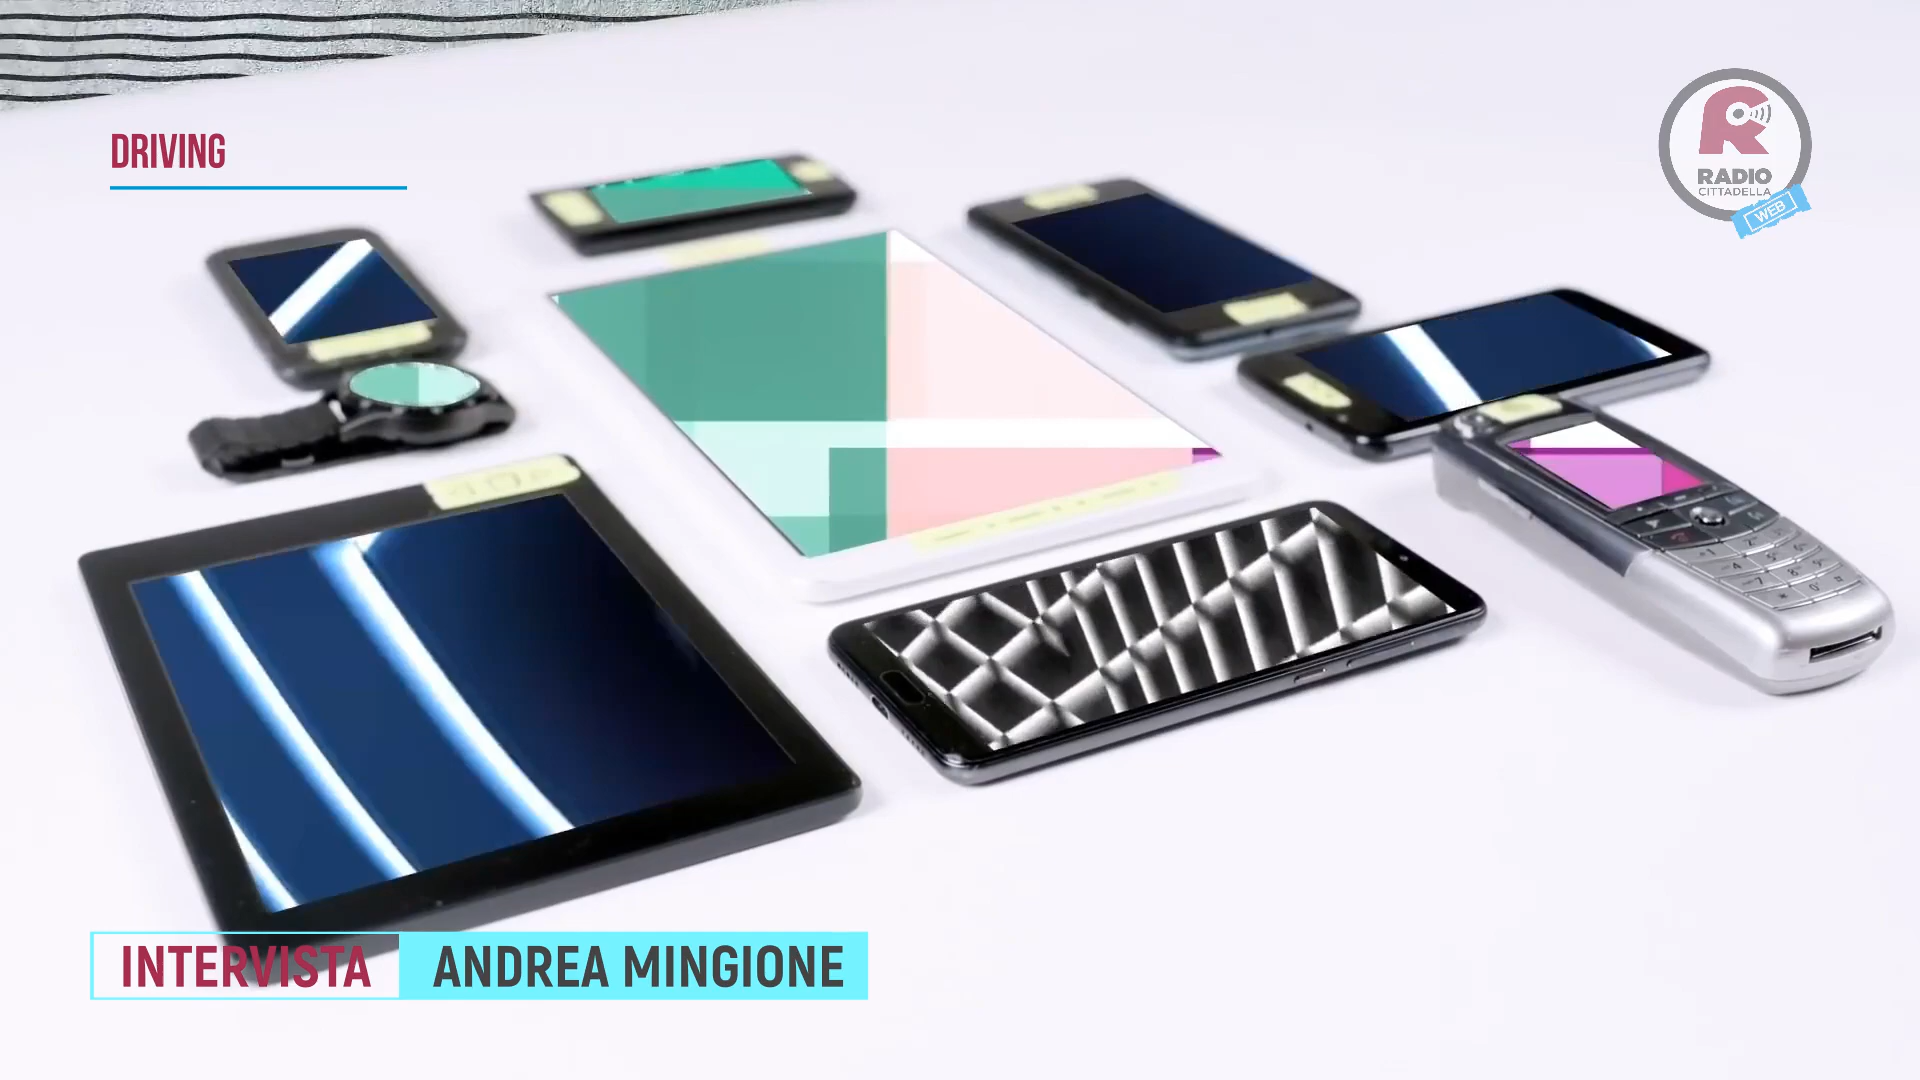 DRIVING
RADIO
CITTADELLA
WEB
INTERVISTA ANDREA MINGIONE